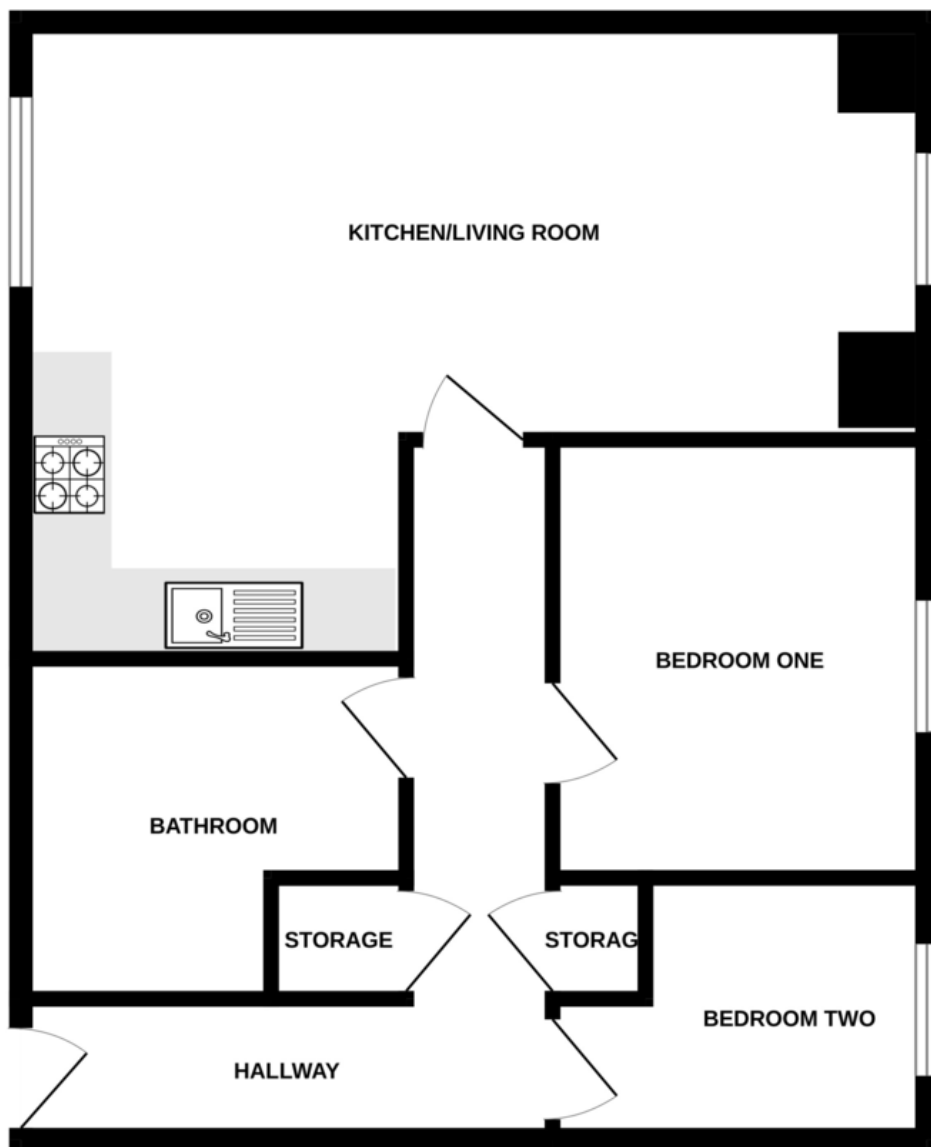 KITCHEN/LIVING ROOM
BEDROOM ONE
BATHROOM
STORAGE
STORAG
BEDROOM TWO
HALLWAY